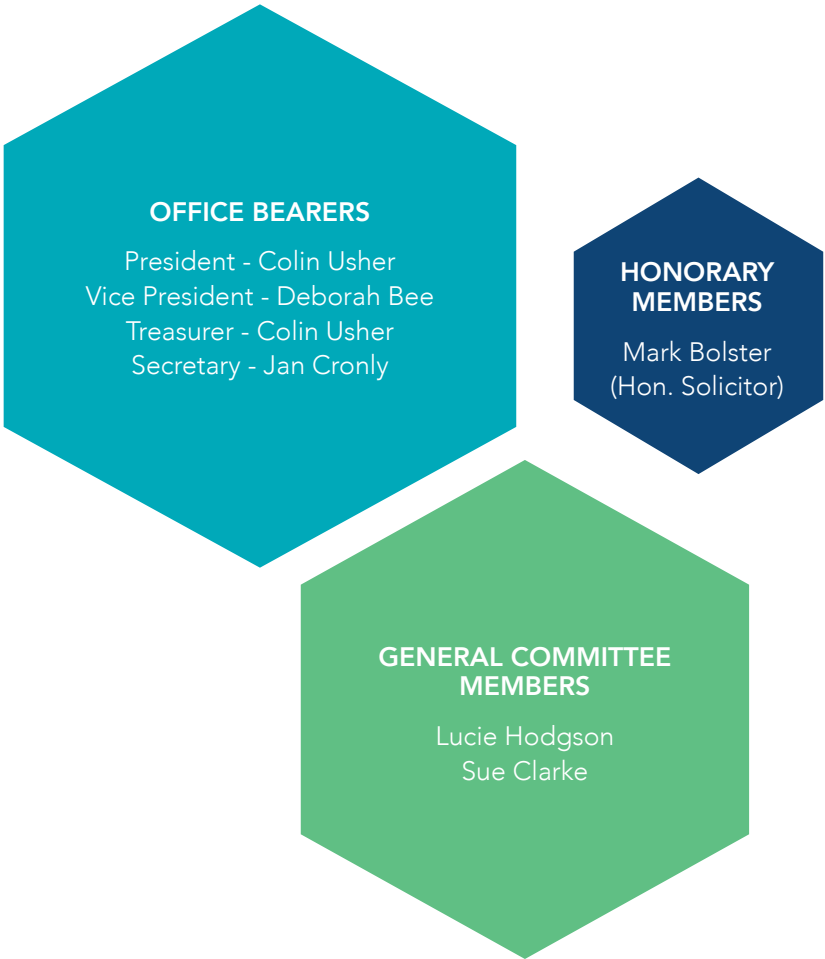 OFFICE BEARERS
President - Colin Usher
Vice President - Deborah Bee
Treasurer - Colin Usher
Secretary - Jan Cronly
HONORARY
MEMBERS
Mark Bolster
(Hon. Solicitor)
GENERAL COMMITTEE
MEMBERS
Lucie Hodgson
Sue Clarke